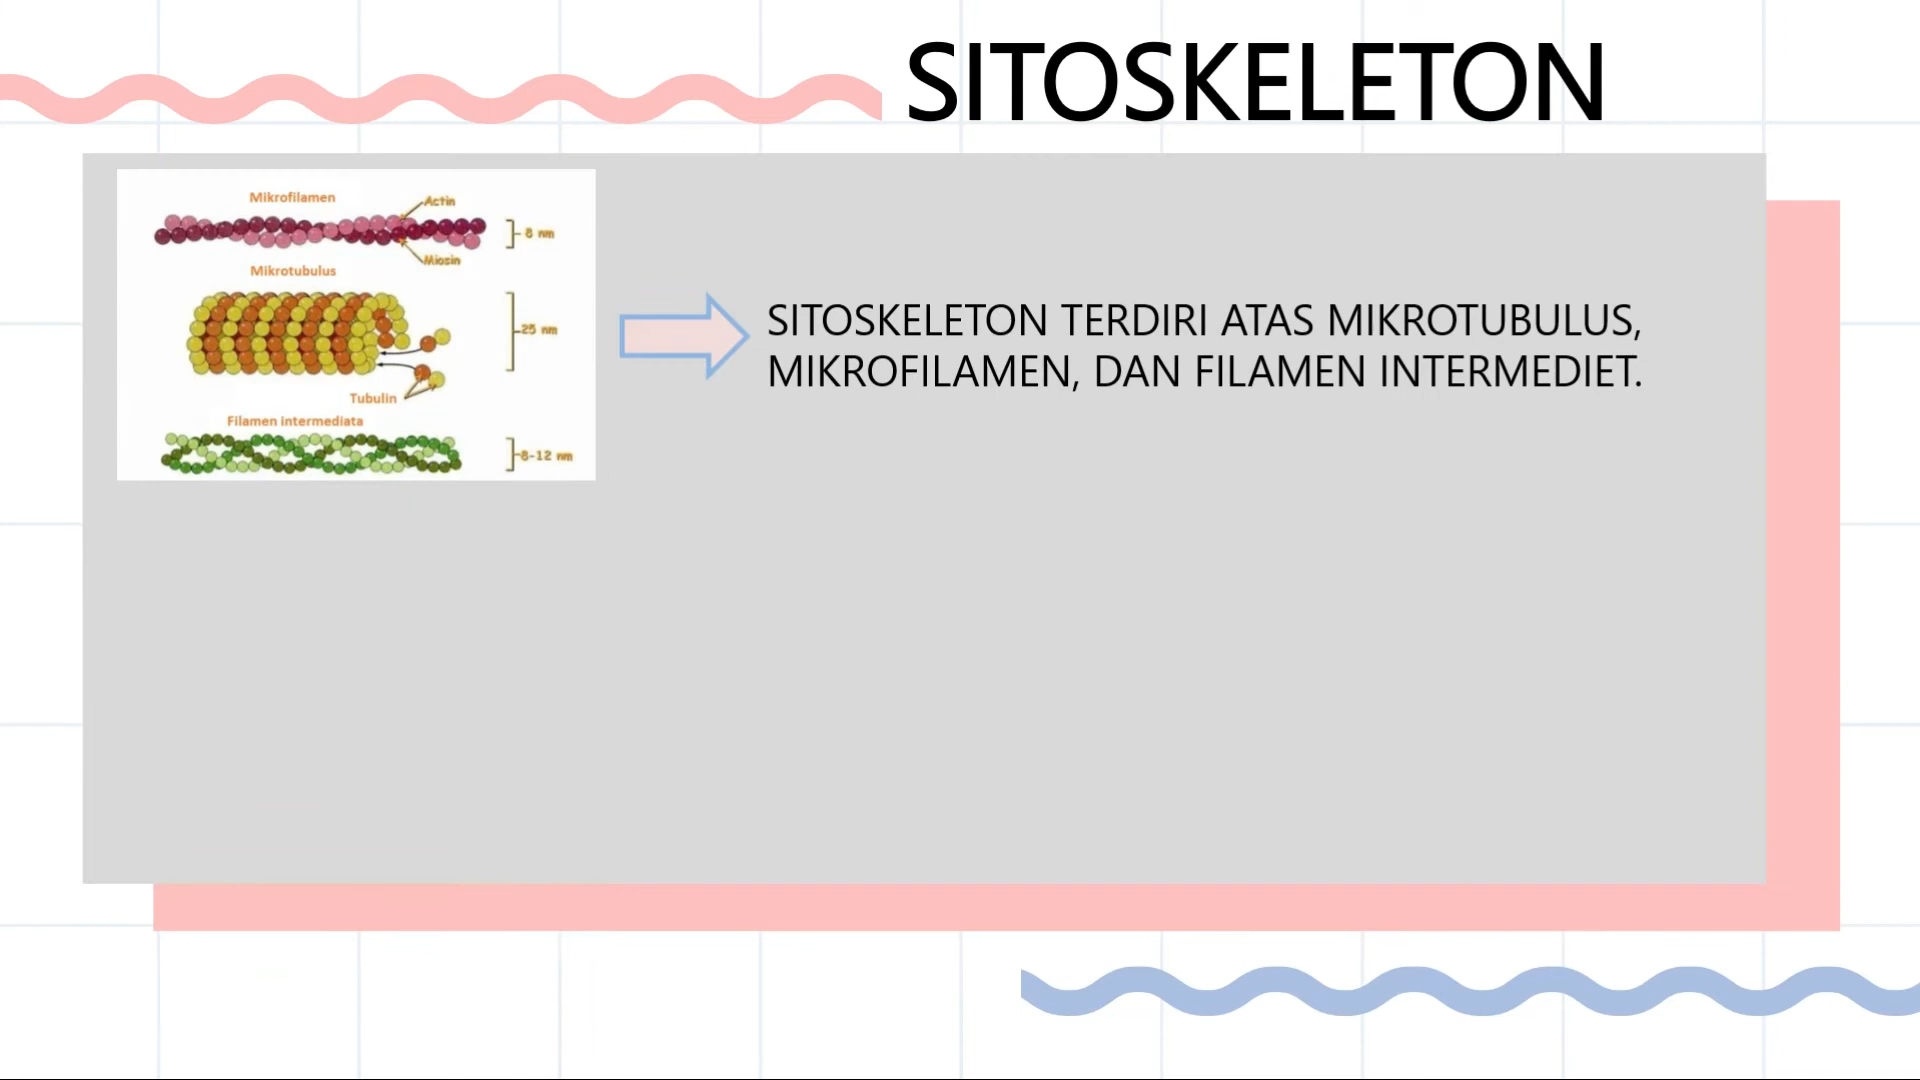 SITOSKELETON
Mikrofilamen
Actin
8 nm
Miosin
Mikrotubulus
25 nm
Tubulin
Filamen intermediata
8-12 nm
SITOSKELETON TERDIRI ATAS MIKROTUBULUS,
MIKROFILAMEN, DAN FILAMEN INTERMEDIET.